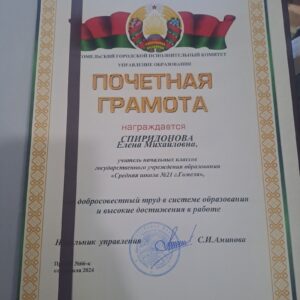 ГОМЕЛЬСКИЙ ГОРОДСКОЙ ИСПОЛНИТЕЛЬНЫЙ КОМИТЕТ
УПРАВЛЕНИЕ ОБРАЗОВАНИЯ
ПОЧЕТНАЯ
ГРАМОТА
награждается
СПИРИДОНОВА
Елена Михайловна,
учитель начальных классов
государственного учреждения образования
«Средняя школа №21 г.Гомеля»,
добросовестный труд в системе образования
и высокие достижения в работе
Начальник управления С.И.Аминова
2024